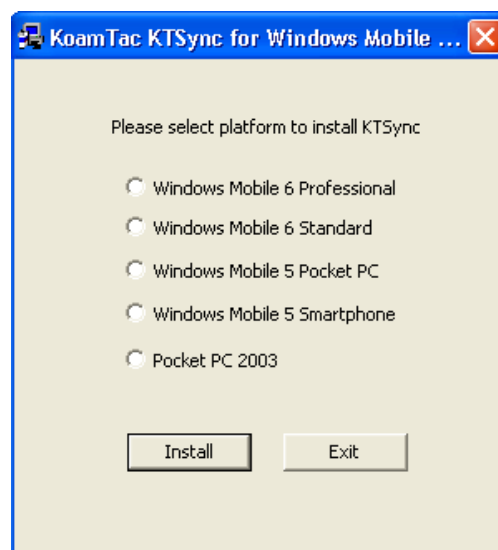 KoamTac KTSync for Windows Mobile ...
Please select platform to install KTSync
Windows Mobile 6 Professional
Windows Mobile 6 Standard
Windows Mobile 5 Pocket PC
Windows Mobile 5 Smartphone
Pocket PC 2003
Install Exit